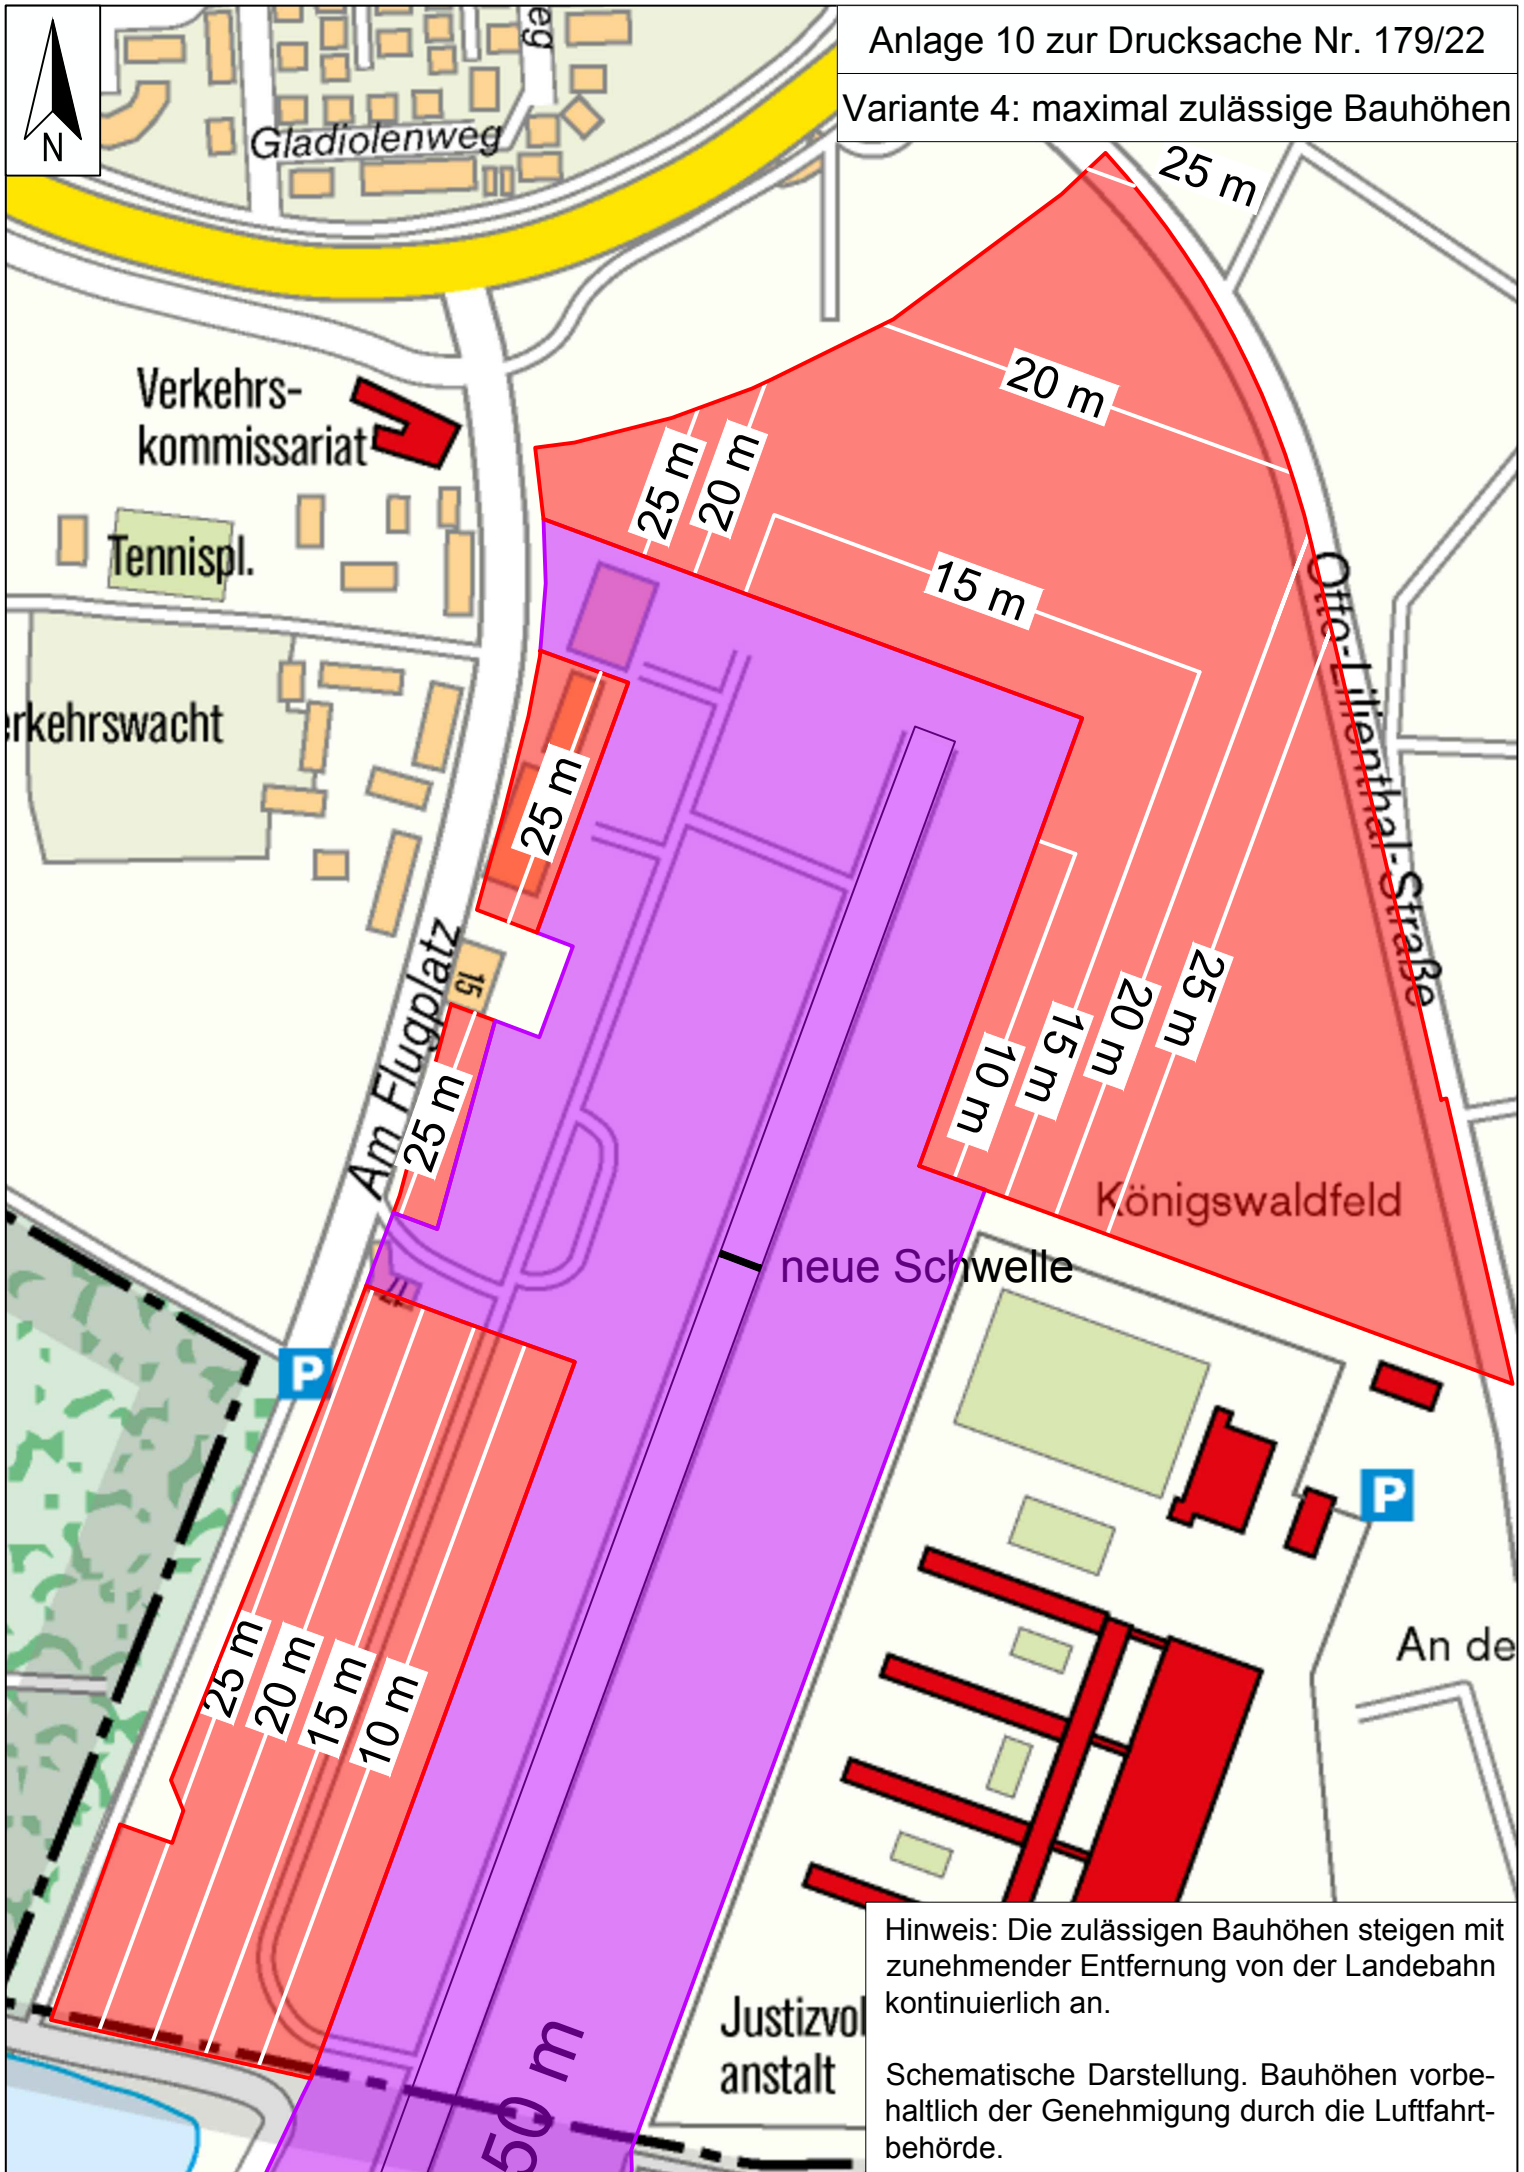 Anlage 10 zur Drucksache Nr. 179/22
Variante 4: maximal zulässige Bauhöhen
N
eg
Gladiolenweg
25 m
20 m
Verkehrs-
kommissariat
25 m
20 m
15 m
Tennispl.
Otto-Lilienthal-Straße
erkehrswacht
25 m
Am Flugplatz
15
25 m
10 m
15 m
20 m
25 m
Königswaldfeld
neue Schwelle
17
P
P
25 m
20 m
15 m
10 m
An de
50 m
Justizvol
anstalt
Hinweis: Die zulässigen Bauhöhen steigen mit
zunehmender Entfernung von der Landebahn
kontinuierlich an.
Schematische Darstellung. Bauhöhen vorbe-
haltlich der Genehmigung durch die Luftfahrt-
behörde.